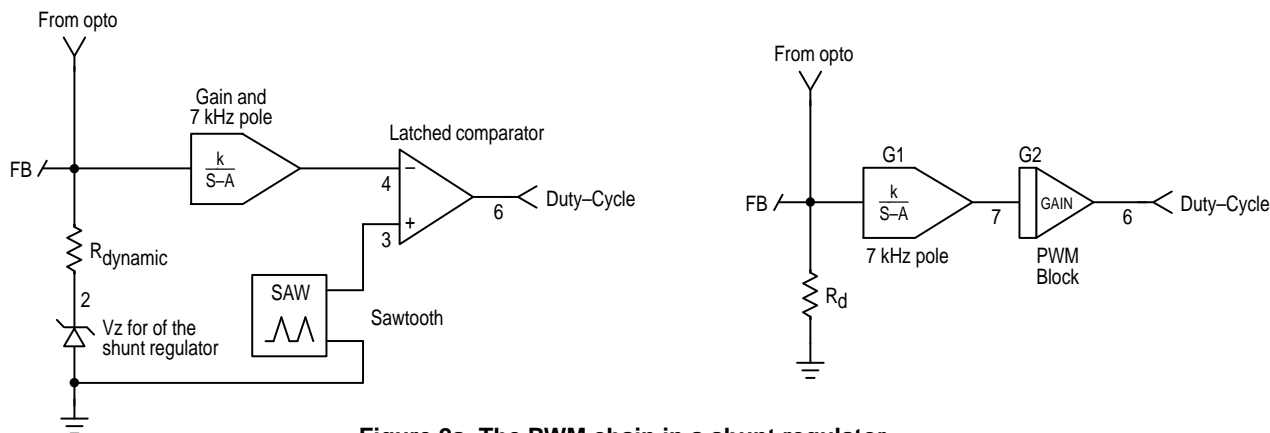 From opto
Gain and
7 kHz pole
k
S–A
FB
Latched comparator
–
4
+
3
6
Duty–Cycle
Rdynamic
2
Vz for of the
shunt regulator
SAW
Sawtooth
From opto
FB
G1
k
S–A
7 kHz pole
7
G2
GAIN
PWM
Block
6
Duty–Cycle
Rd